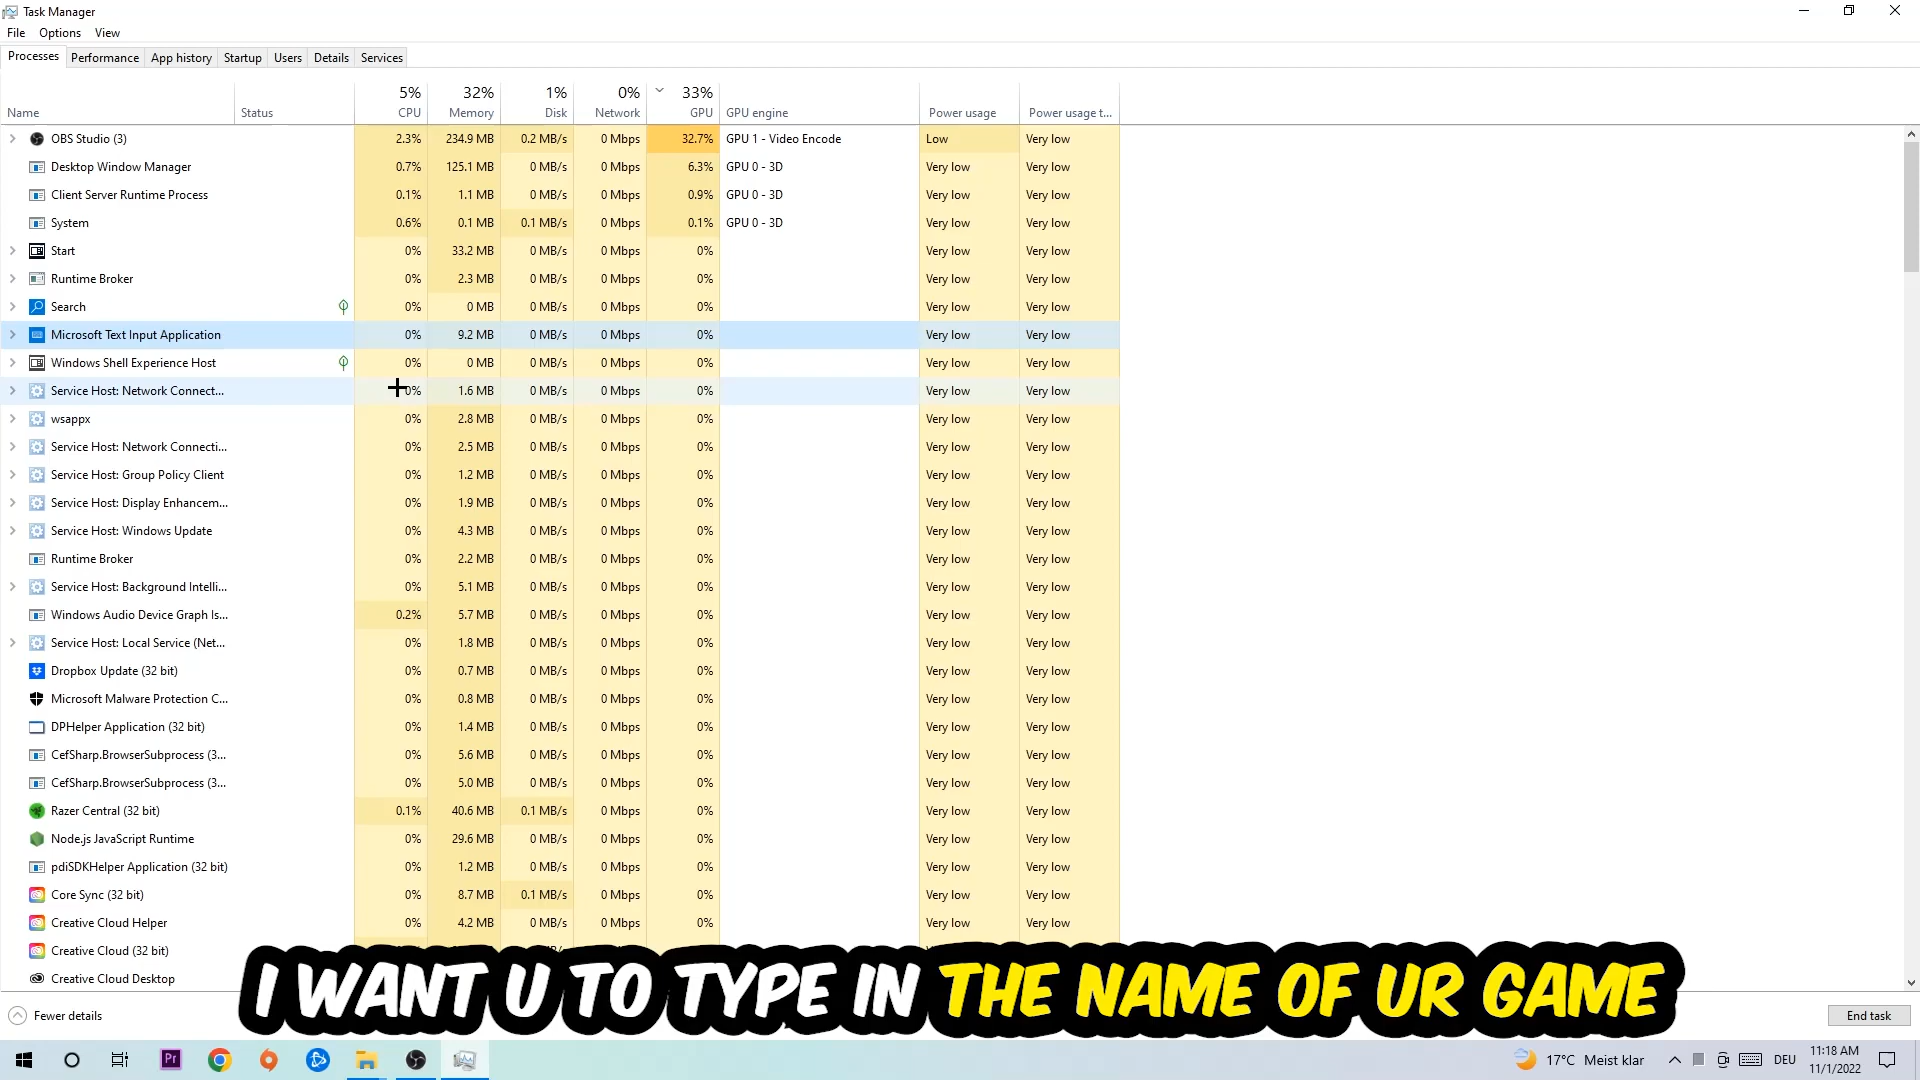 Task Manager
File Options View
Processes Performance App history Startup Users Details Services
5% 32% 1% 0% 33%
Name Status CPU Memory Disk Network GPU GPU engine Power usage Power usage t...
OBS Studio (3) 2.3% 234.9 MB 0.2 MB/s 0 Mbps 32.7% GPU 1 - Video Encode Low Very low
Desktop Window Manager 0.7% 125.1 MB 0 MB/s 0 Mbps 6.3% GPU 0 - 3D Very low Very low
Client Server Runtime Process 0.1% 1.1 MB 0 MB/s 0 Mbps 0.9% GPU 0 - 3D Very low Very low
System 0.6% 0.1 MB 0.1 MB/s 0 Mbps 0.1% GPU 0 - 3D Very low Very low
Start 0% 33.2 MB 0 MB/s 0 Mbps 0% Very low Very low
Runtime Broker 0% 2.3 MB 0 MB/s 0 Mbps 0% Very low Very low
Search 0% 0 MB 0 MB/s 0 Mbps 0% Very low Very low
Microsoft Text Input Application 0% 9.2 MB 0 MB/s 0 Mbps 0% Very low Very low
Windows Shell Experience Host 0% 0 MB 0 MB/s 0 Mbps 0% Very low Very low
Service Host: Network Connect... 0% 1.6 MB 0 MB/s 0 Mbps 0% Very low Very low
wsappx 0% 2.8 MB 0 MB/s 0 Mbps 0% Very low Very low
Service Host: Network Connecti... 0% 2.5 MB 0 MB/s 0 Mbps 0% Very low Very low
Service Host: Group Policy Client 0% 1.2 MB 0 MB/s 0 Mbps 0% Very low Very low
Service Host: Display Enhancem... 0% 1.9 MB 0 MB/s 0 Mbps 0% Very low Very low
Service Host: Windows Update 0% 4.3 MB 0 MB/s 0 Mbps 0% Very low Very low
Runtime Broker 0% 2.2 MB 0 MB/s 0 Mbps 0% Very low Very low
Service Host: Background Intelli... 0% 5.1 MB 0 MB/s 0 Mbps 0% Very low Very low
Windows Audio Device Graph Is... 0.2% 5.7 MB 0 MB/s 0 Mbps 0% Very low Very low
Service Host: Local Service (Net... 0% 1.8 MB 0 MB/s 0 Mbps 0% Very low Very low
Dropbox Update (32 bit) 0% 0.7 MB 0 MB/s 0 Mbps 0% Very low Very low
Microsoft Malware Protection C... 0% 0.8 MB 0 MB/s 0 Mbps 0% Very low Very low
DPHelper Application (32 bit) 0% 1.4 MB 0 MB/s 0 Mbps 0% Very low Very low
CefSharp.BrowserSubprocess (3... 0% 5.6 MB 0 MB/s 0 Mbps 0% Very low Very low
CefSharp.BrowserSubprocess (3... 0% 5.0 MB 0 MB/s 0 Mbps 0% Very low Very low
Razer Central (32 bit) 0.1% 40.6 MB 0.1 MB/s 0 Mbps 0% Very low Very low
Node.js JavaScript Runtime 0% 29.6 MB 0 MB/s 0 Mbps 0% Very low Very low
pdiSDKHelper Application (32 bit) 0% 1.2 MB 0 MB/s 0 Mbps 0% Very low Very low
Core Sync (32 bit) 0% 8.7 MB 0.1 MB/s 0 Mbps 0% Very low Very low
Creative Cloud Helper 0% 4.2 MB 0 MB/s 0 Mbps 0% Very low Very low
Creative Cloud (32 bit)
Creative Cloud Desktop
I WANT U TO TYPE IN THE NAME OF UR GAME
Fewer details End task
Pr 17°C Meist klar DEU 11:18 AM
11/1/2022